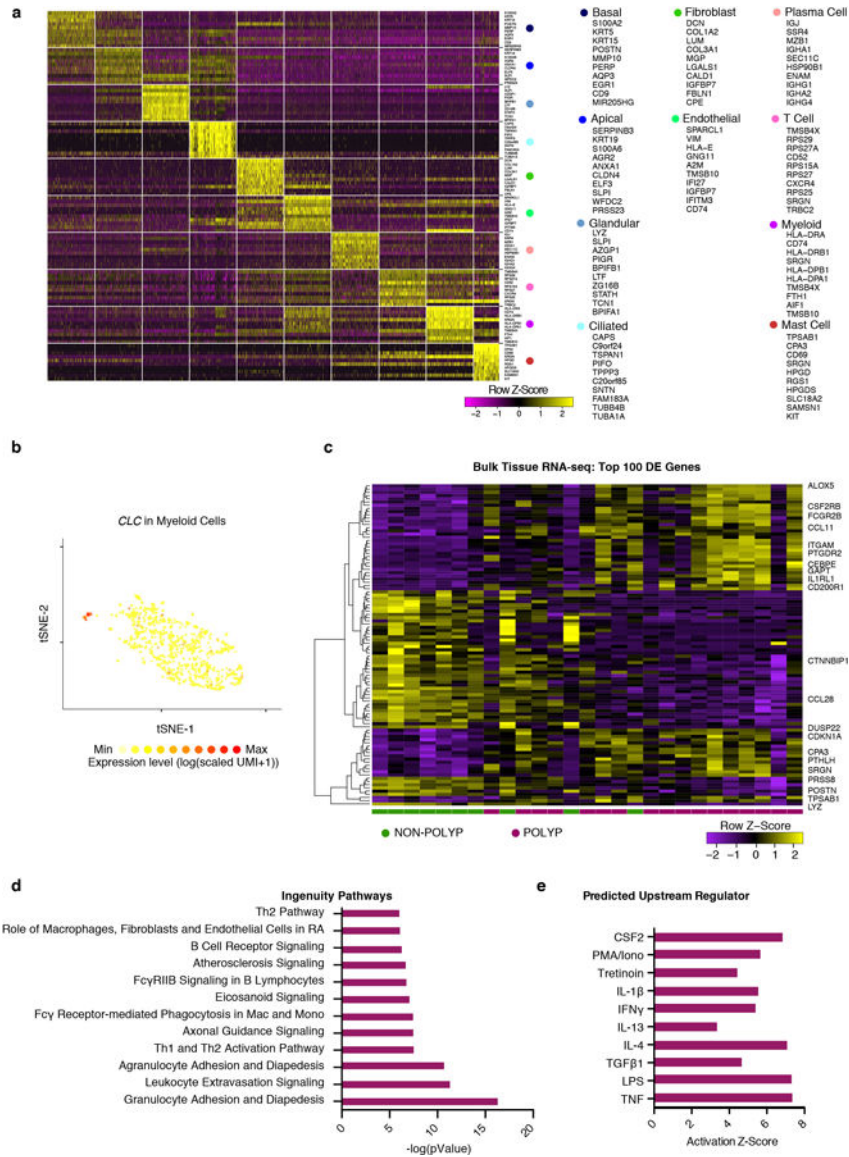 a
Basal
S100A2
KRT5
KRT15
POSTN
MMP10
PERP
AQP3
EGR1
CD9
MIR205HG
Apical
SERPINB3
KRT19
S100A6
AGR2
ANXA1
CLDN4
ELF3
SLPI
WFDC2
PRSS23
Glandular
LYZ
SLPI
AZGP1
PIGR
BPIFB1
LTF
ZG16B
STATH
TCN1
BPIFA1
Ciliated
CAPS
C9orf24
TSPAN1
PIFO
TPPP3
C20orf85
SNTN
FAM183A
TUBB4B
TUBA1A
Fibroblast
DCN
COL1A2
LUM
COL3A1
MGP
LGALS1
CALD1
IGFBP7
FBLN1
CPE
Endothelial
SPARCL1
VIM
HLA-E
GNG11
A2M
TMSB10
IFI27
IGFBP7
IFITM3
CD74
Plasma Cell
IGJ
SSR4
MZB1
IGHA1
SEC11C
HSP90B1
ENAM
IGHG1
IGHA2
IGHG4
T Cell
TMSB4X
RPS29
RPS27A
CD52
RPS15A
RPS27
CXCR4
RPS25
SRGN
TRBC2
Myeloid
HLA-DRA
CD74
HLA-DRB1
SRGN
HLA-DPB1
HLA-DPA1
TMSB4X
FTH1
AIF1
TMSB10
Mast Cell
TPSAB1
CPA3
CD69
SRGN
HPGD
RGS1
HPGDS
SLC18A2
SAMSN1
KIT
Row Z-Score
-2 -1 0 1 2
b
CLC in Myeloid Cells
tSNE-2
tSNE-1
Min Max
Expression level (log(scaled UMI+1))
c
Bulk Tissue RNA-seq: Top 100 DE Genes
ALOX5
CSF2RB
FCGR2B
CCL11
ITGAM
PTGDR2
CEBPE
GAPT
IL1RL1
CD200R1
CTNNBIP1
CCL28
DUSP22
CDKN1A
CPA3
PTHLH
SRGN
PRSS8
POSTN
TPSAB1
LYZ
NON-POLYP POLYP
Row Z−Score
−2 −1 0 1 2
d
Ingenuity Pathways
Th2 Pathway
Role of Macrophages, Fibroblasts and Endothelial Cells in RA
B Cell Receptor Signaling
Atherosclerosis Signaling
FcγRIIB Signaling in B Lymphocytes
Eicosanoid Signaling
Fcγ Receptor-mediated Phagocytosis in Mac and Mono
Axonal Guidance Signaling
Th1 and Th2 Activation Pathway
Agranulocyte Adhesion and Diapedesis
Leukocyte Extravasation Signaling
Granulocyte Adhesion and Diapedesis
0 5 10 15 20
-log(pValue)
e
Predicted Upstream Regulator
CSF2
PMA/Iono
Tretinoin
IL-1β
IFNγ
IL-13
IL-4
TGFβ1
LPS
TNF
0 2 4 6 8
Activation Z-Score